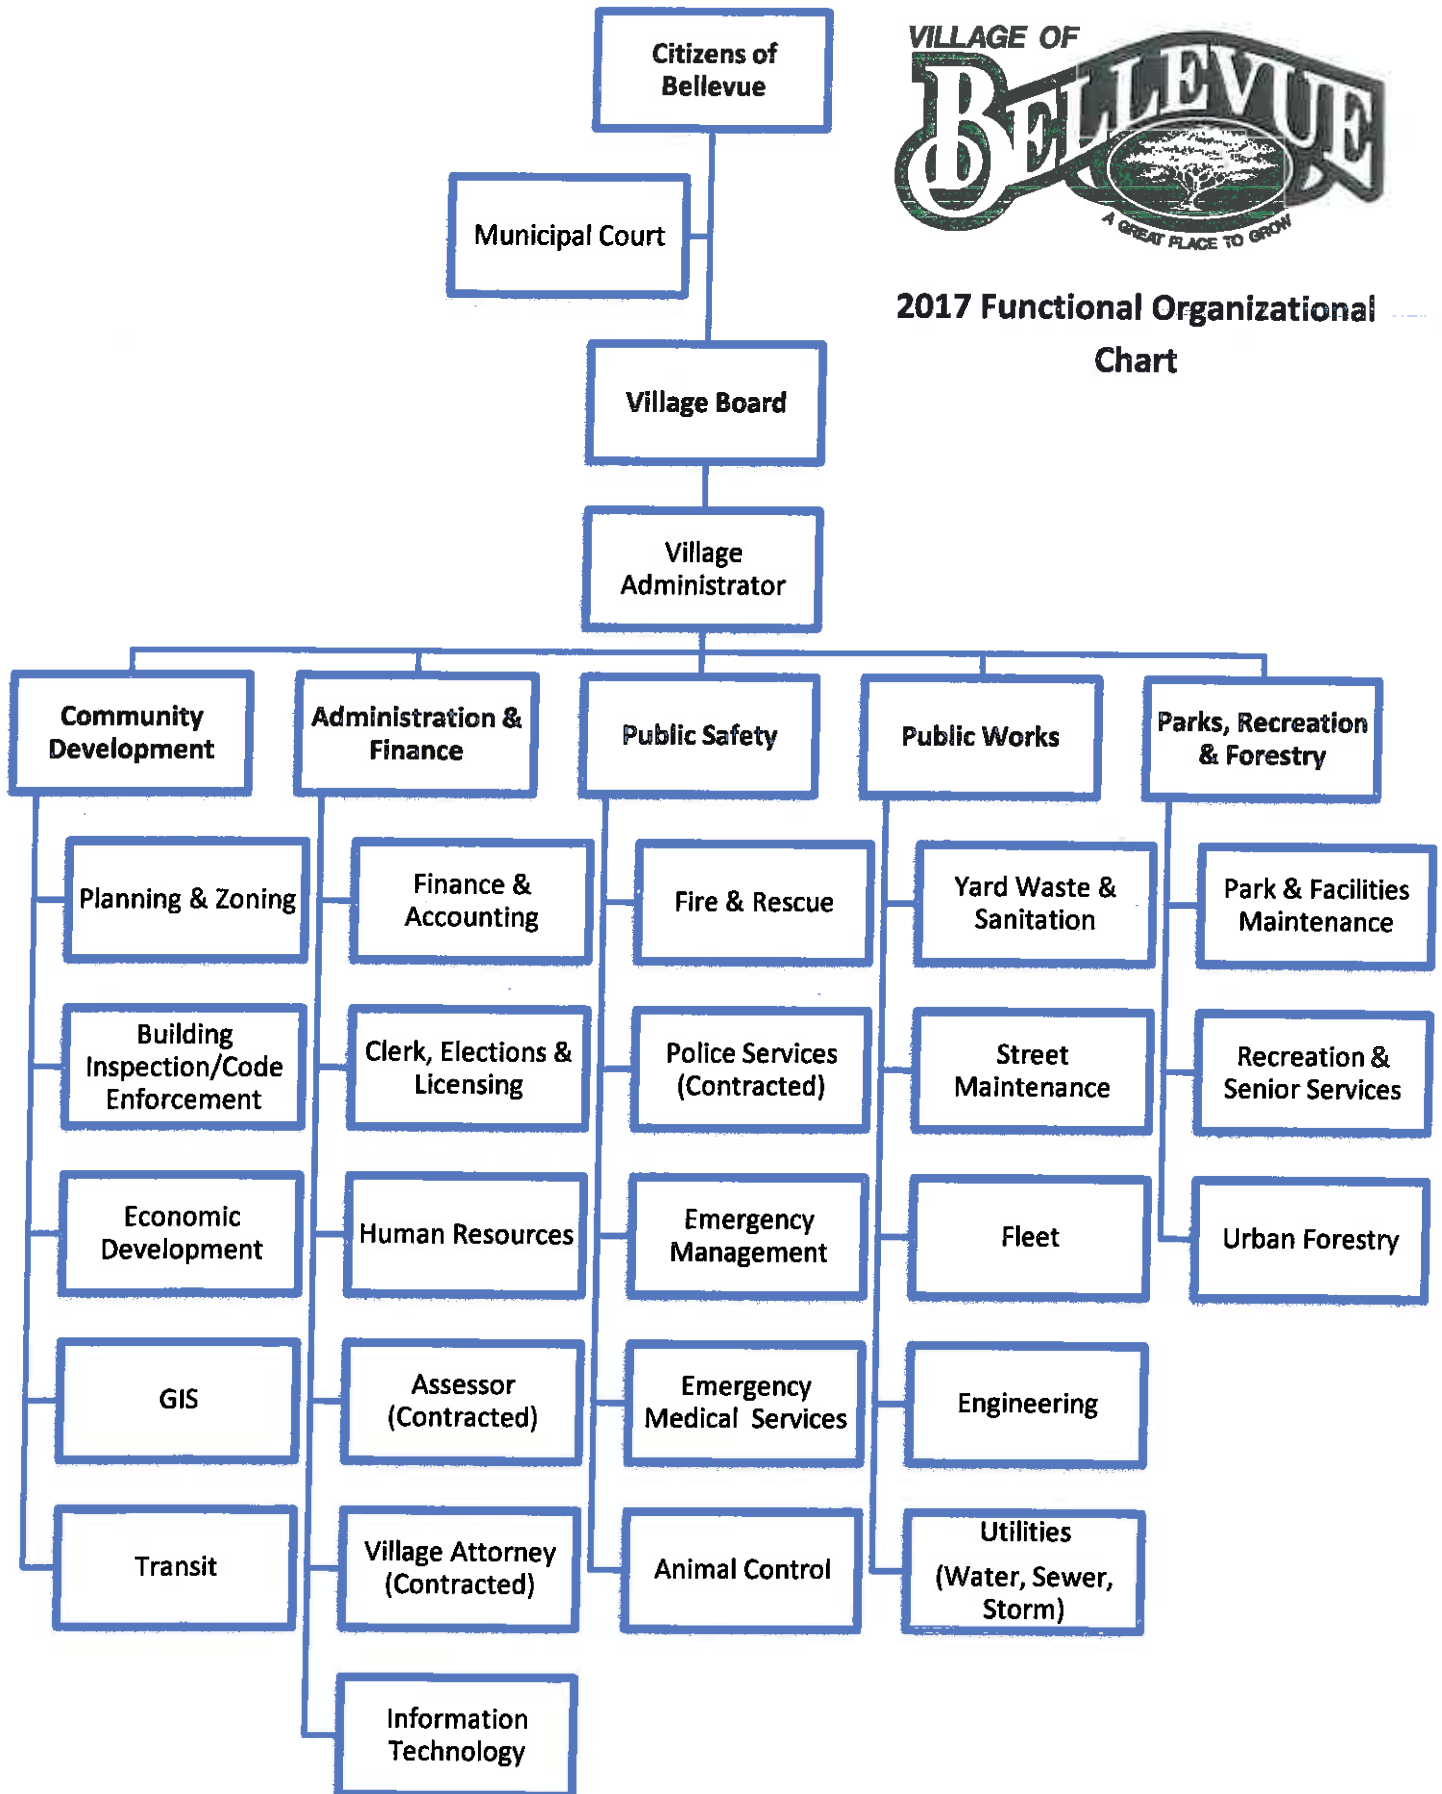 Citizens of
Bellevue
VILLAGE OF
BELLEVUE
A GREAT PLACE TO GROW
2017 Functional Organizational
Chart
Municipal Court
Village Board
Village
Administrator
Community
Development
Administration &
Finance
Public Safety
Public Works
Parks, Recreation
& Forestry
Planning & Zoning
Building
Inspection/Code
Enforcement
Economic
Development
GIS
Transit
Finance &
Accounting
Clerk, Elections &
Licensing
Human Resources
Assessor
(Contracted)
Village Attorney
(Contracted)
Information
Technology
Fire & Rescue
Police Services
(Contracted)
Emergency
Management
Emergency
Medical Services
Animal Control
Yard Waste &
Sanitation
Street
Maintenance
Fleet
Engineering
Utilities
(Water, Sewer,
Storm)
Park & Facilities
Maintenance
Recreation &
Senior Services
Urban Forestry